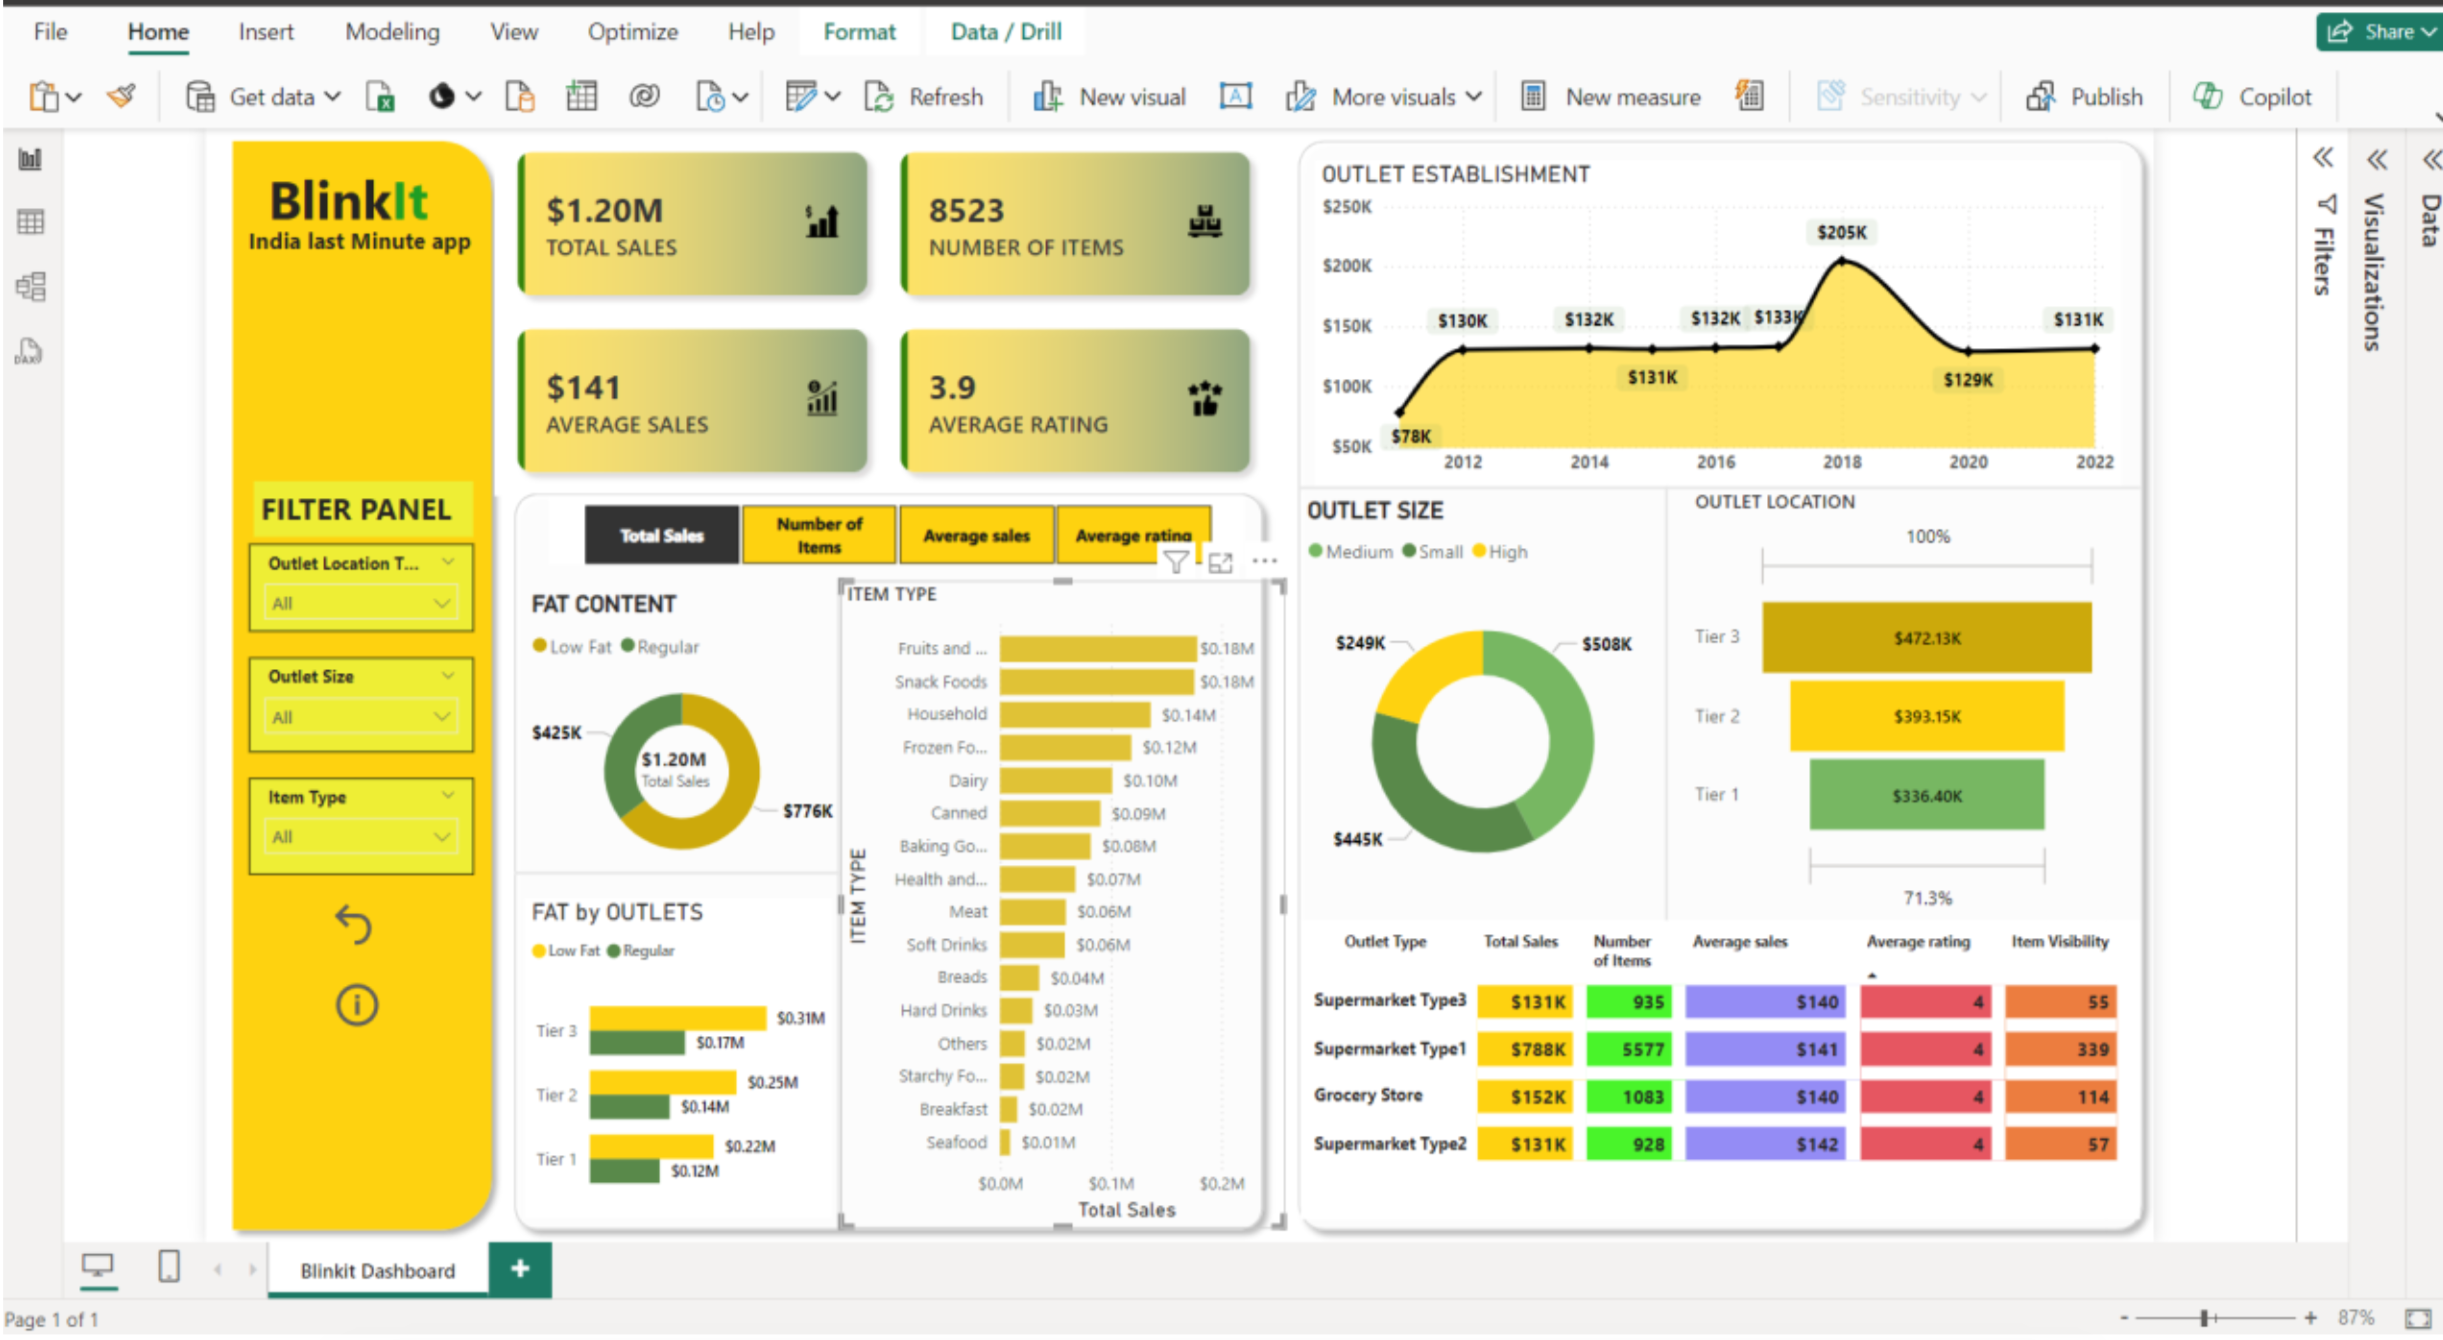 File Home Insert Modeling View Optimize Help Format Data / Drill Share
Get data Refresh New visual More visuals New measure Sensitivity Publish Copilot
BlinkIt
India last Minute app
FILTER PANEL
Outlet Location T...
All
Outlet Size
All
Item Type
All
$1.20M
TOTAL SALES
8523
NUMBER OF ITEMS
$141
AVERAGE SALES
3.9
AVERAGE RATING
Total Sales
Number of
Items
Average sales
Average rating
FAT CONTENT
Low Fat Regular
$425K
$1.20M
Total Sales
$776K
FAT by OUTLETS
Low Fat Regular
Tier 3 $0.31M
$0.17M
Tier 2 $0.25M
$0.14M
Tier 1 $0.22M
$0.12M
ITEM TYPE
ITEM TYPE
Fruits and ... $0.18M
Snack Foods $0.18M
Household $0.14M
Frozen Fo... $0.12M
Dairy $0.10M
Canned $0.09M
Baking Go... $0.08M
Health and... $0.07M
Meat $0.06M
Soft Drinks $0.06M
Breads $0.04M
Hard Drinks $0.03M
Others $0.02M
Starchy Fo... $0.02M
Breakfast $0.02M
Seafood $0.01M
$0.0M $0.1M $0.2M
Total Sales
OUTLET ESTABLISHMENT
$250K
$200K
$150K
$100K
$50K
$78K
$130K
$132K
$131K
$132K
$133K
$205K
$129K
$131K
2012 2014 2016 2018 2020 2022
OUTLET SIZE
Medium Small High
$249K
$508K
$445K
OUTLET LOCATION
100%
Tier 3 $472.13K
Tier 2 $393.15K
Tier 1 $336.40K
71.3%
Outlet Type Total Sales Number of Items Average sales Average rating Item Visibility
Supermarket Type3 $131K 935 $140 4 55
Supermarket Type1 $788K 5577 $141 4 339
Grocery Store $152K 1083 $140 4 114
Supermarket Type2 $131K 928 $142 4 57
Filters
Visualizations
Data
DAX
Blinkit Dashboard
+
Page 1 of 1
- + 87%